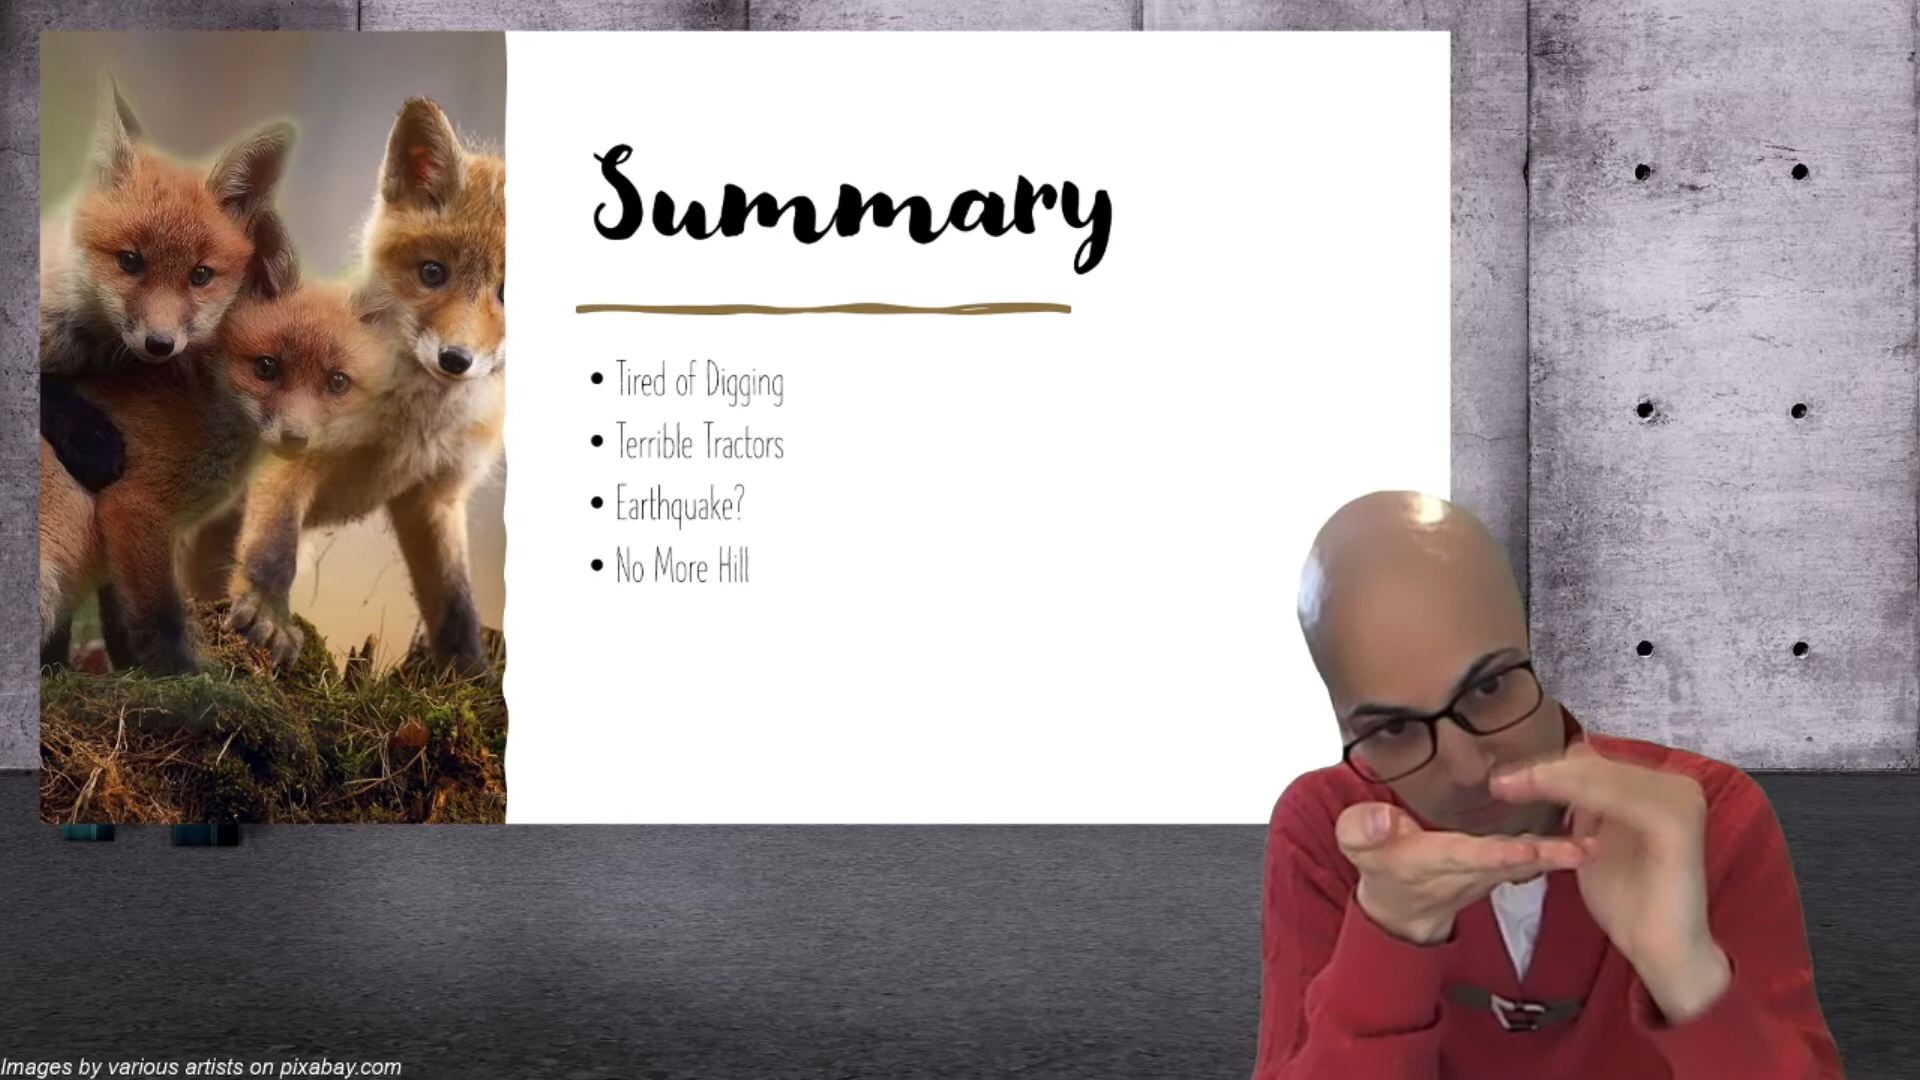 Summary
• Tired of Digging
• Terrible Tractors
• Earthquake?
• No More Hill
Images by various artists on pixabay.com